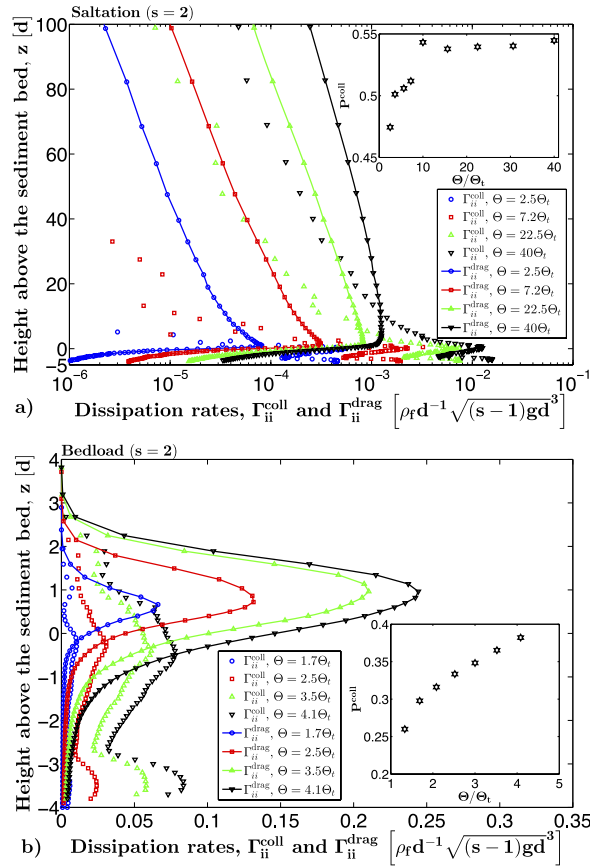 Saltation (s = 2)
Height above the sediment bed, z [d]
100
80
60
40
20
0
−5
10⁻⁶
10⁻⁵
10⁻⁴
10⁻³
10⁻²
10⁻¹
0.55
0.5
0.45
P^coll
0
10
20
30
40
Θ/Θ_t
Γ_ii^coll, Θ = 2.5Θ_t
Γ_ii^coll, Θ = 7.2Θ_t
Γ_ii^coll, Θ = 22.5Θ_t
Γ_ii^coll, Θ = 40Θ_t
Γ_ii^drag, Θ = 2.5Θ_t
Γ_ii^drag, Θ = 7.2Θ_t
Γ_ii^drag, Θ = 22.5Θ_t
Γ_ii^drag, Θ = 40Θ_t
a) Dissipation rates, Γ_ii^coll and Γ_ii^drag [ρ_f d⁻¹ √(s−1)gd³]
Bedload (s = 2)
Height above the sediment bed, z [d]
4
3
2
1
0
−1
−2
−3
−4
0
0.05
0.1
0.15
0.2
0.25
0.3
0.35
Γ_ii^coll, Θ = 1.7Θ_t
Γ_ii^coll, Θ = 2.5Θ_t
Γ_ii^coll, Θ = 3.5Θ_t
Γ_ii^coll, Θ = 4.1Θ_t
Γ_ii^drag, Θ = 1.7Θ_t
Γ_ii^drag, Θ = 2.5Θ_t
Γ_ii^drag, Θ = 3.5Θ_t
Γ_ii^drag, Θ = 4.1Θ_t
0.4
0.35
0.3
0.25
0.2
P^coll
1
2
3
4
5
Θ/Θ_t
b) Dissipation rates, Γ_ii^coll and Γ_ii^drag [ρ_f d⁻¹ √(s−1)gd³]